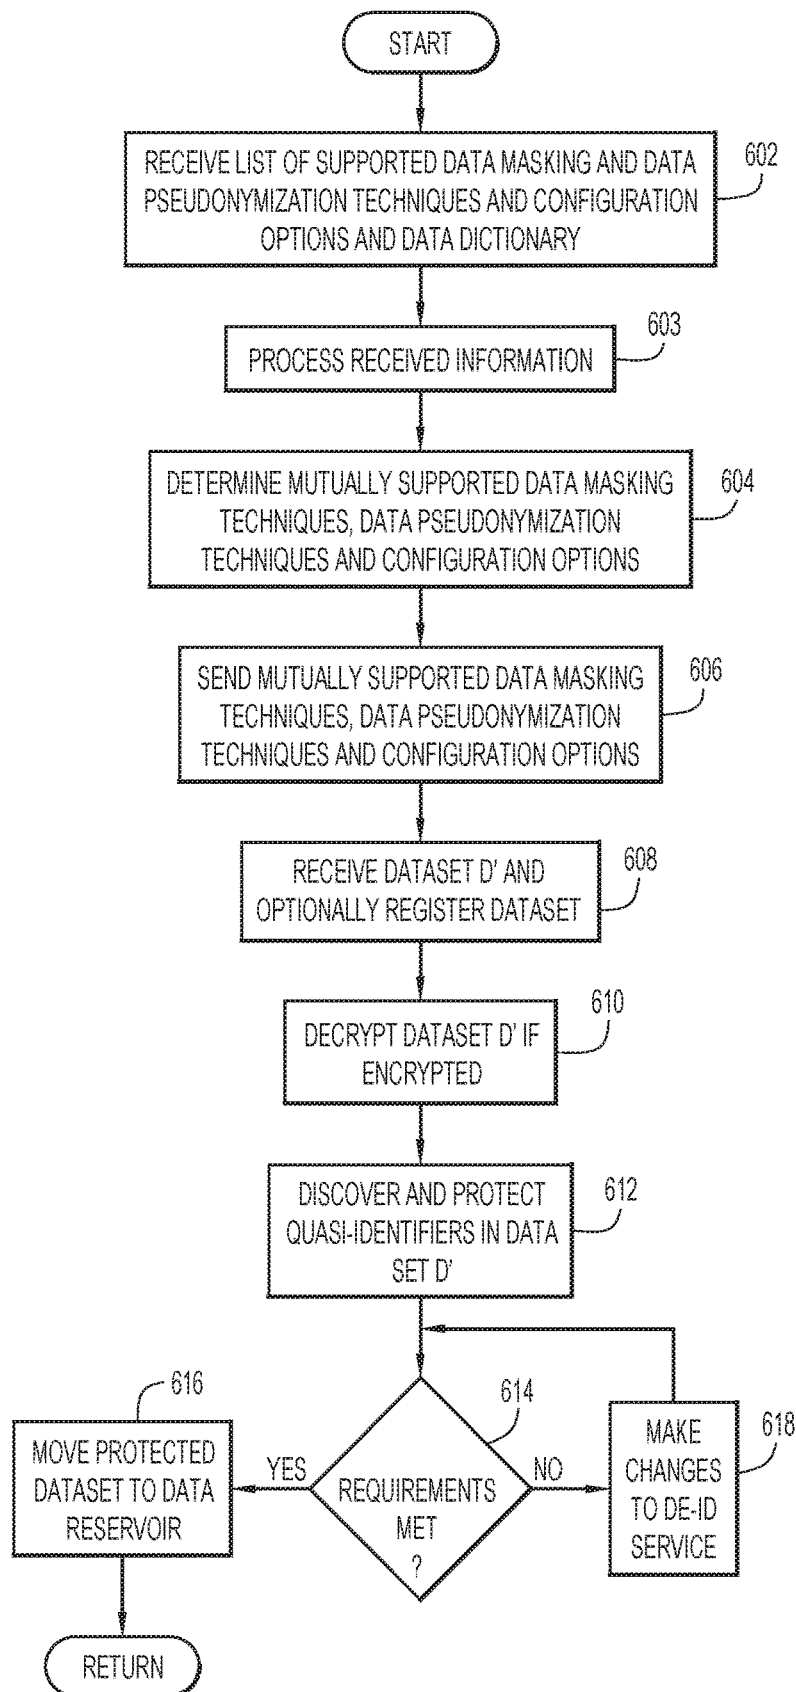 START
RECEIVE LIST OF SUPPORTED DATA MASKING AND DATA
PSEUDONYMIZATION TECHNIQUES AND CONFIGURATION
OPTIONS AND DATA DICTIONARY
602
PROCESS RECEIVED INFORMATION
603
DETERMINE MUTUALLY SUPPORTED DATA MASKING
TECHNIQUES, DATA PSEUDONYMIZATION
TECHNIQUES AND CONFIGURATION OPTIONS
604
SEND MUTUALLY SUPPORTED DATA MASKING
TECHNIQUES, DATA PSEUDONYMIZATION
TECHNIQUES AND CONFIGURATION OPTIONS
606
RECEIVE DATASET D' AND
OPTIONALLY REGISTER DATASET
608
DECRYPT DATASET D' IF
ENCRYPTED
610
DISCOVER AND PROTECT
QUASI-IDENTIFIERS IN DATA
SET D'
612
REQUIREMENTS
MET
?
614
YES
NO
MOVE PROTECTED
DATASET TO DATA
RESERVOIR
616
MAKE
CHANGES
TO DE-ID
SERVICE
618
RETURN